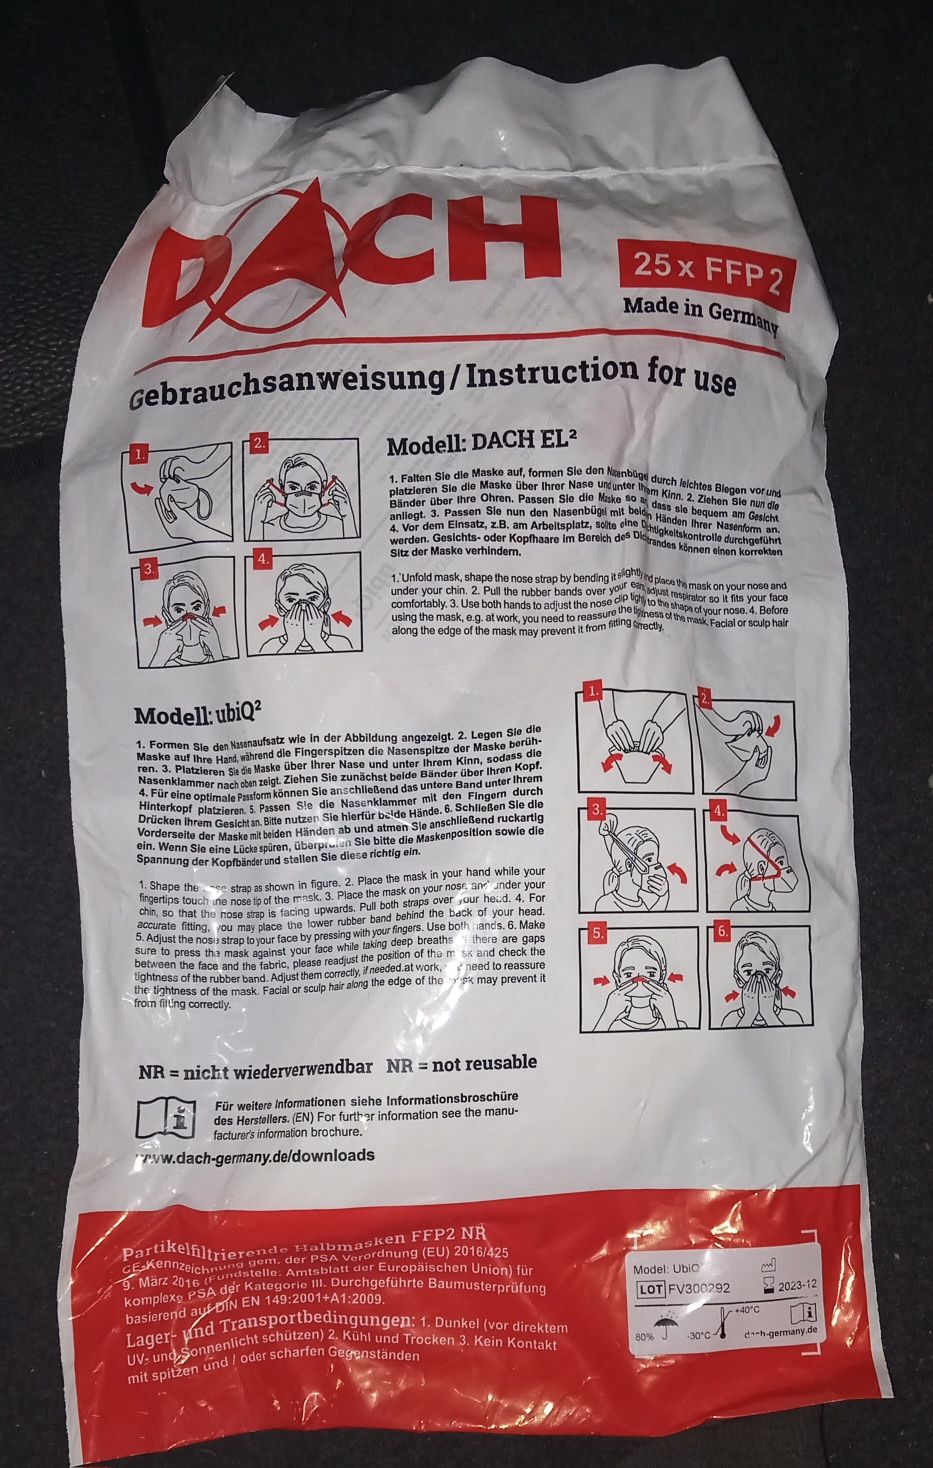 DACH
25 x FFP 2
Made in Germany
Gebrauchsanweisung / Instruction for use
1.
2.
3.
4.
Modell: DACH EL²
1. Falten Sie die Maske auf, formen Sie den Nasenbügel durch leichtes Biegen vor und
platzieren Sie die Maske über Ihrer Nase und unter Ihrem Kinn. 2. Ziehen Sie nun die
Bänder über Ihre Ohren. Passen Sie die Maske so an, dass sie bequem am Gesicht
anliegt. 3. Passen Sie nun den Nasenbügel mit beiden Händen Ihrer Nasenform an.
4. Vor dem Einsatz, z.B. am Arbeitsplatz, sollte eine Dichtigkeitskontrolle durchgeführt
werden. Gesichts- oder Kopfhaare im Bereich des Dichtrandes können einen korrekten
Sitz der Maske verhindern.
1. Unfold mask, shape the nose strap by bending it slightly and place the mask on your nose and
under your chin. 2. Pull the rubber bands over your ears, adjust respirator so it fits your face
comfortably. 3. Use both hands to adjust the nose clip tight to the shape of your nose. 4. Before
using the mask, e.g. at work, you need to reassure the tightness of the mask. Facial or sculp hair
along the edge of the mask may prevent it from fitting correctly.
Modell: ubiQ²
1. Formen Sie den Nasenaufsatz wie in der Abbildung angezeigt. 2. Legen Sie die
Maske auf Ihre Hand, während die Fingerspitzen die Nasenspitze der Maske berüh-
ren. 3. Platzieren Sie die Maske über Ihrer Nase und unter Ihrem Kinn, sodass die
Nasenklammer nach oben zeigt. Ziehen Sie zunächst beide Bänder über Ihren Kopf.
4. Für eine optimale Passform können Sie anschließend das untere Band unter Ihrem
Hinterkopf platzieren. 5. Passen Sie die Nasenklammer mit den Fingern durch
Drücken Ihrem Gesicht an. Bitte nutzen Sie hierfür beide Hände. 6. Schließen Sie die
Vorderseite der Maske mit beiden Händen ab und atmen Sie anschließend ruckartig
ein. Wenn Sie eine Lücke spüren, überprüfen Sie bitte die Maskenposition sowie die
Spannung der Kopfbänder und stellen Sie diese richtig ein.
1. Shape the nose strap as shown in figure. 2. Place the mask in your hand while your
fingertips touch the nose tip of the mask. 3. Place the mask on your nose and under your
chin, so that the nose strap is facing upwards. Pull both straps over your head. 4. For
accurate fitting, you may place the lower rubber band behind the back of your head.
5. Adjust the nose strap to your face by pressing with your fingers. Use both hands. 6. Make
sure to press the mask against your face while taking deep breaths. If there are gaps
between the face and the fabric, please readjust the position of the mask and check the
tightness of the rubber band. Adjust them correctly, if needed.at work, need to reassure
the tightness of the mask. Facial or sculp hair along the edge of the mask may prevent it
from fitting correctly.
1.
2.
3.
4.
5.
6.
NR = nicht wiederverwendbar NR = not reusable
Für weitere Informationen siehe Informationsbroschüre
des Herstellers. (EN) For further information see the manu-
facturer's information brochure.
www.dach-germany.de/downloads
Partikelfiltrierende Halbmasken FFP2 NR
CE-Kennzeichnung gem. der PSA Verordnung (EU) 2016/425
9. März 2016 (Fundstelle: Amtsblatt der Europäischen Union) für
komplexe PSA der Kategorie III. Durchgeführte Baumusterprüfung
basierend auf DIN EN 149:2001+A1:2009.
Lager- und Transportbedingungen: 1. Dunkel (vor direktem
UV- und Sonnenlicht schützen) 2. Kühl und Trocken 3. Kein Kontakt
mit spitzen und / oder scharfen Gegenständen
Model: UbiQ
LOT FV300292
2023-12
80%
-30°C
+40°C
dach-germany.de